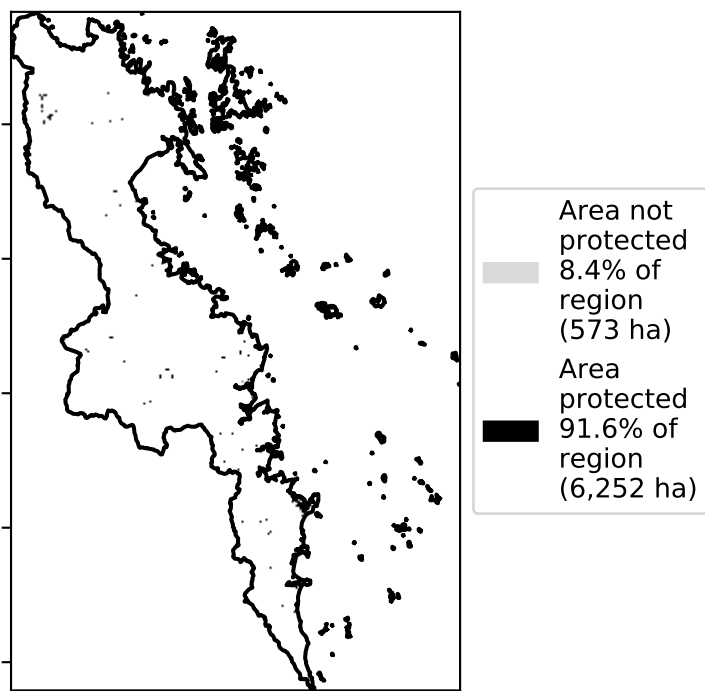 Area not
protected
8.4% of
region
(573 ha)
Area
protected
91.6% of
region
(6,252 ha)